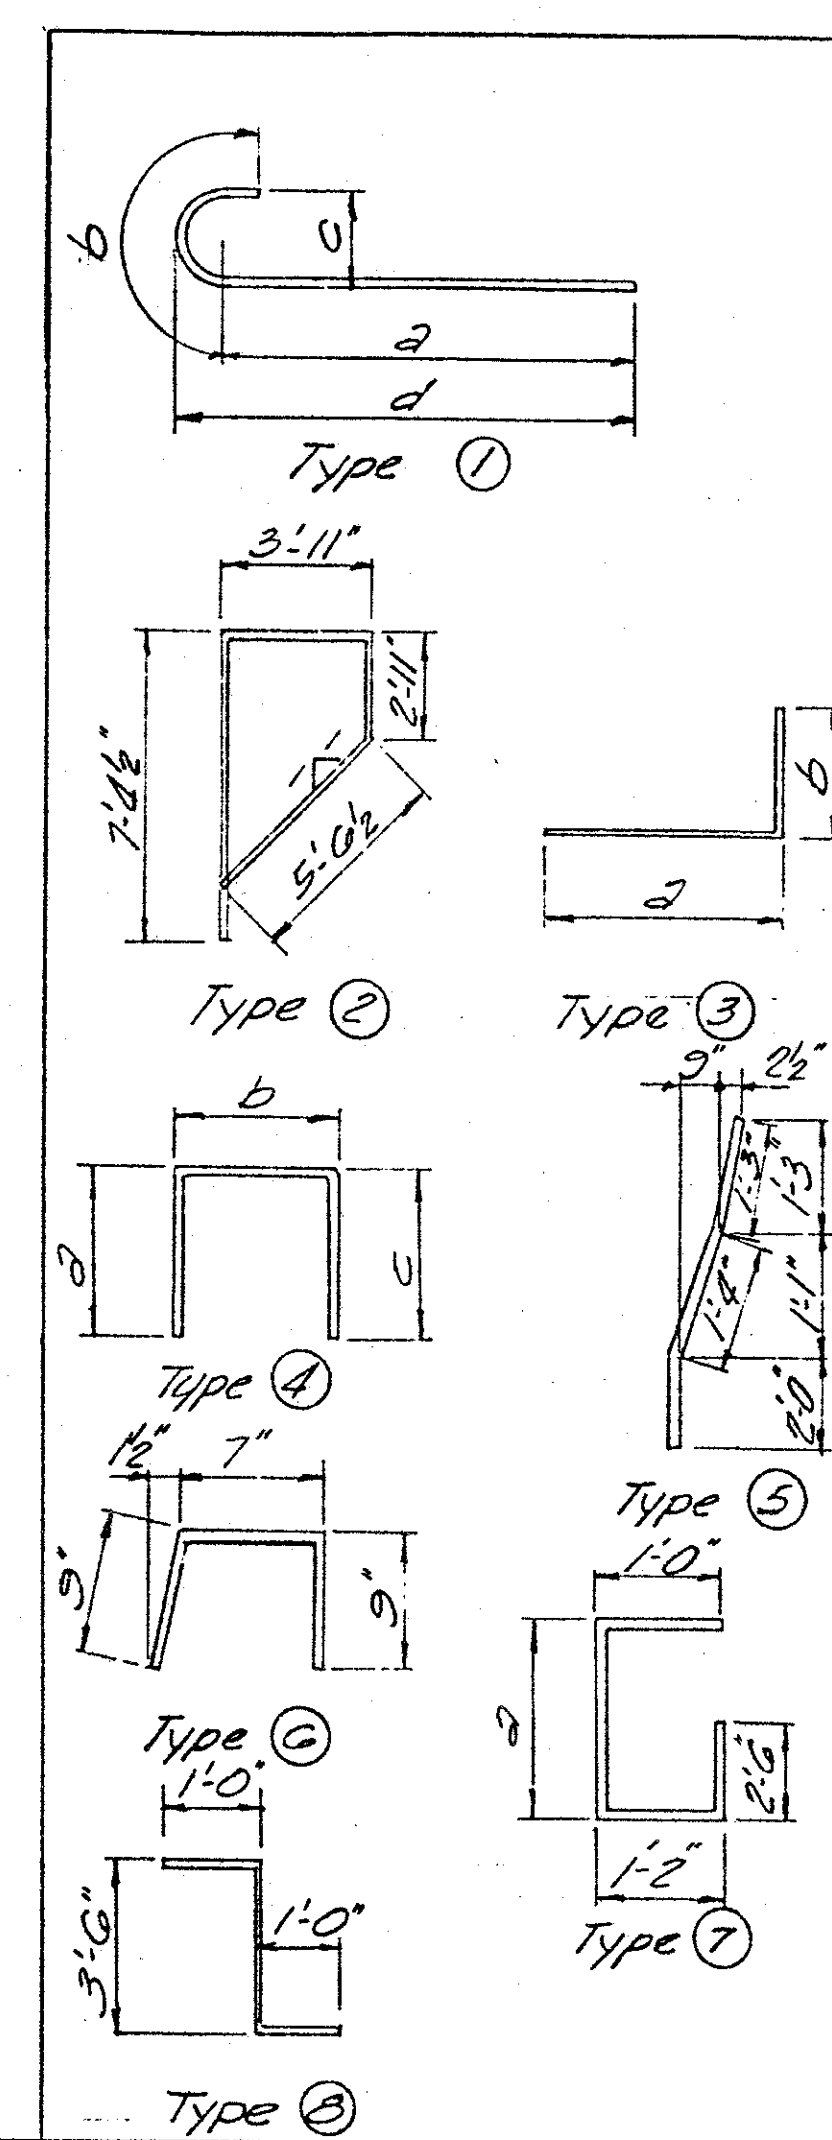 b
c
a
d
Type 1
3'-11"
2'-11"
7'-4½"
5'-6½
b
a
Type 2
Type 3
9" 2½"
b
1'-3" 1'-3"
a
c
1'-4" 1'-1"
2'-0"
Type 4
1½" 7"
Type 5
9"
9"
1'-0"
a
2'-6"
Type 6
1'-0"
1'-2"
3'-6"
1'-0"
Type 7
Type 8